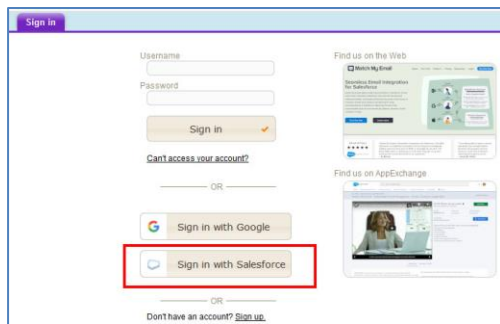 Sign in
Username
Password
Sign in
Can't access your account?
OR
Sign in with Google
Sign in with Salesforce
OR
Don't have an account? Sign up.
Find us on the Web
Match My Email
Seamless Email Integration
for Salesforce
Find us on AppExchange